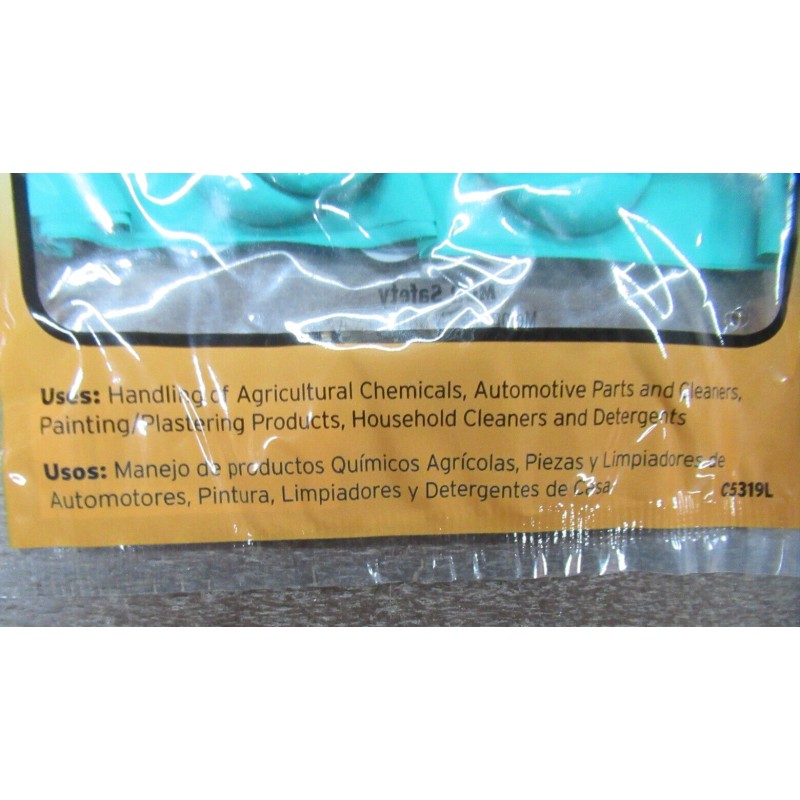 Safety
Uses: Handling of Agricultural Chemicals, Automotive Parts and Cleaners,
Painting/Plastering Products, Household Cleaners and Detergents
Usos: Manejo de productos Químicos Agrícolas, Piezas y Limpiadores de
Automotores, Pintura, Limpiadores y Detergentes de Casa
C5319L